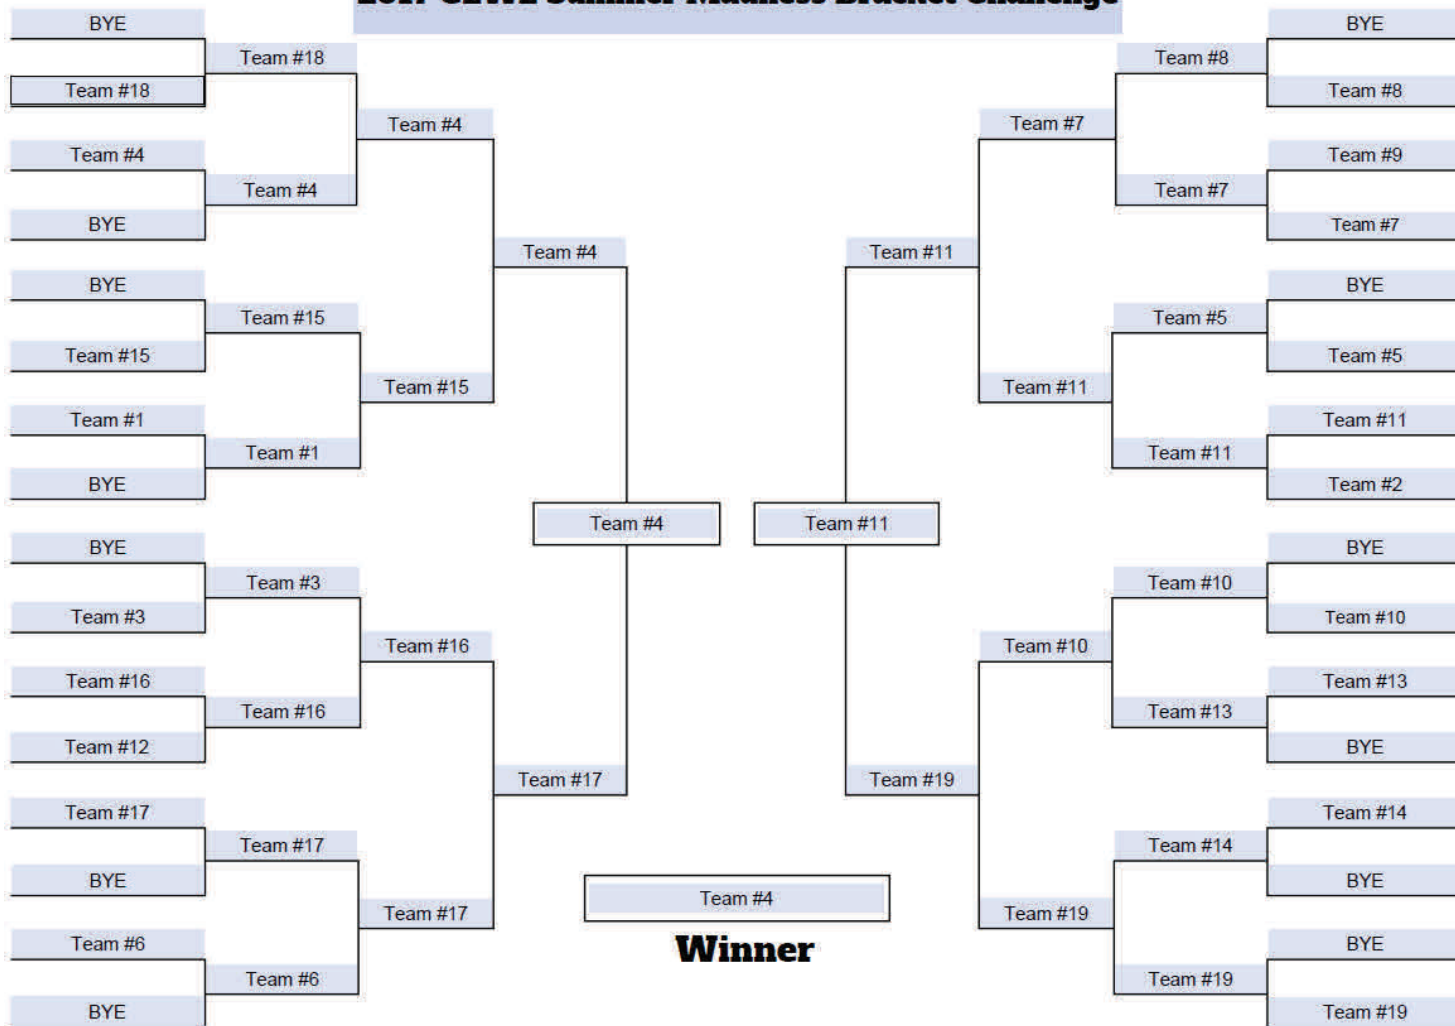 Summer Madness Bracket Challenge
BYE
Team #18
Team #18
Team #4
Team #4
Team #4
BYE
Team #4
BYE
Team #15
Team #15
Team #15
Team #1
Team #1
BYE
Team #4
BYE
Team #3
Team #3
Team #16
Team #16
Team #16
Team #12
Team #17
Team #17
Team #17
BYE
Team #17
Team #6
Team #6
BYE
BYE
Team #8
Team #8
Team #7
Team #9
Team #7
Team #7
Team #11
BYE
Team #5
Team #5
Team #11
Team #11
Team #11
Team #2
Team #11
BYE
Team #10
Team #10
Team #10
Team #13
Team #13
BYE
Team #19
Team #14
Team #14
BYE
Team #19
BYE
Team #19
Team #19
Team #4
Winner